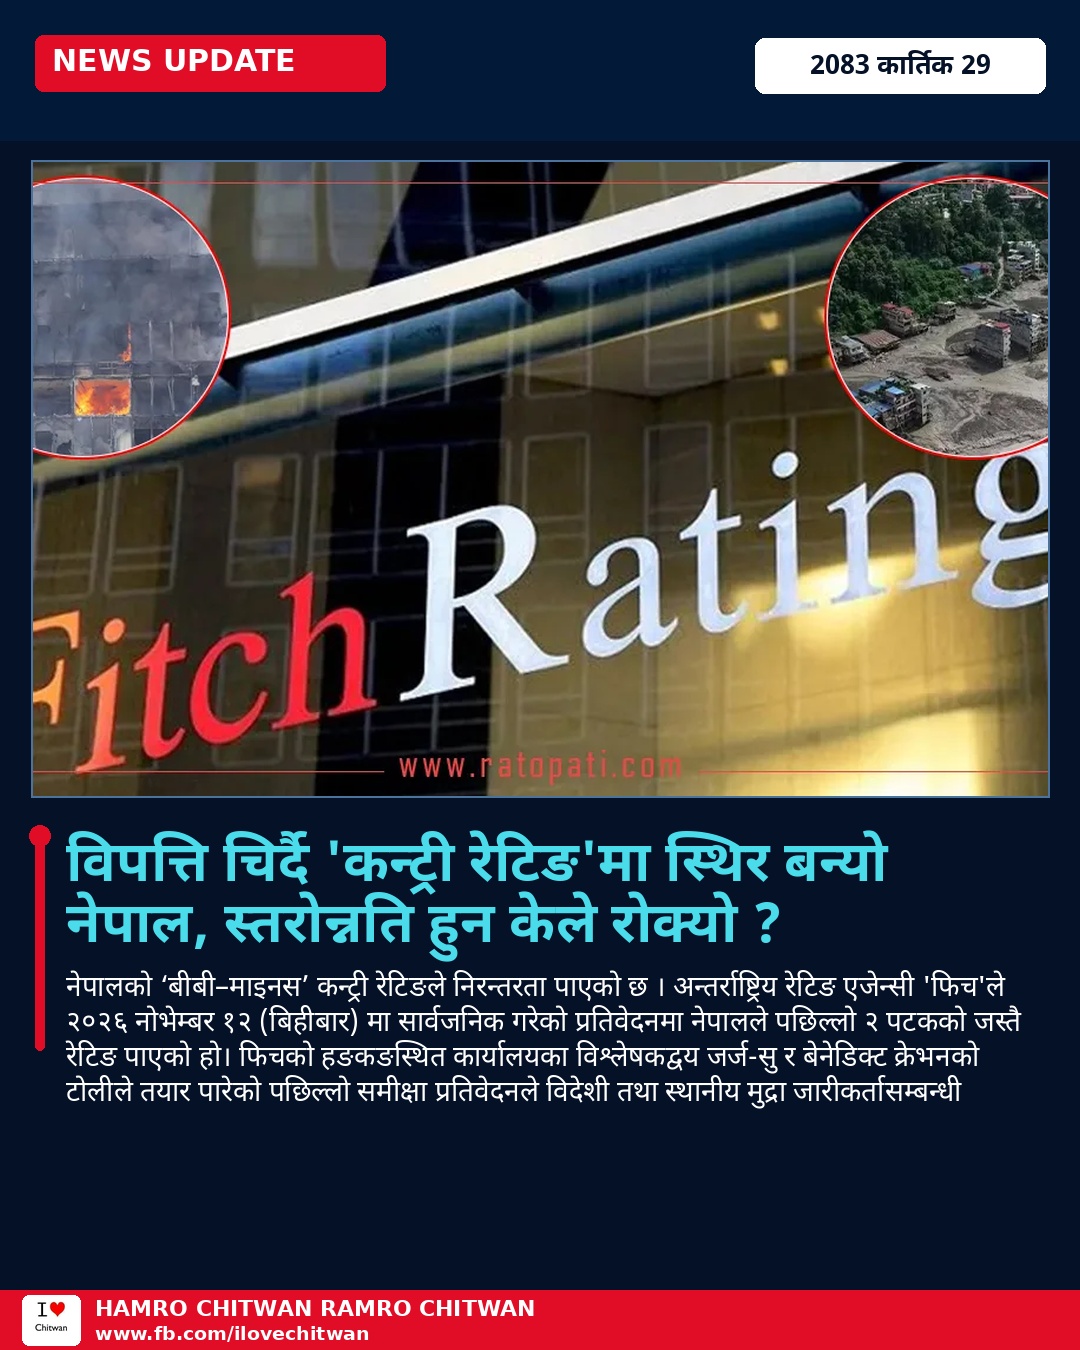 NEWS UPDATE
2083 कार्तिक 29
FitchRating
www.ratopati.com
विपत्ति चिर्दै 'कन्ट्री रेटिङ'मा स्थिर बन्यो
नेपाल, स्तरोन्नति हुन केले रोक्यो ?
नेपालको ‘बीबी–माइनस’ कन्ट्री रेटिङले निरन्तरता पाएको छ । अन्तर्राष्ट्रिय रेटिङ एजेन्सी 'फिच'ले
२०२६ नोभेम्बर १२ (बिहीबार) मा सार्वजनिक गरेको प्रतिवेदनमा नेपालले पछिल्लो २ पटकको जस्तै
रेटिङ पाएको हो। फिचको हङकङस्थित कार्यालयका विश्लेषकद्वय जर्ज-सु र बेनेडिक्ट क्रेभनको
टोलीले तयार पारेको पछिल्लो समीक्षा प्रतिवेदनले विदेशी तथा स्थानीय मुद्रा जारीकर्तासम्बन्धी
I❤
Chitwan
HAMRO CHITWAN RAMRO CHITWAN
www.fb.com/ilovechitwan